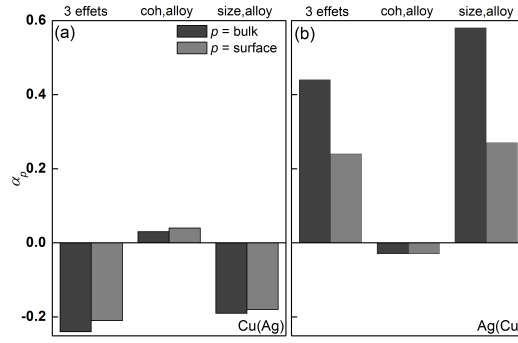 3 effets coh,alloy size,alloy 3 effets coh,alloy size,alloy
0.6 (a) p = bulk (b)
p = surface
0.4
0.2
αp
0.0
-0.2 Cu(Ag) Ag(Cu